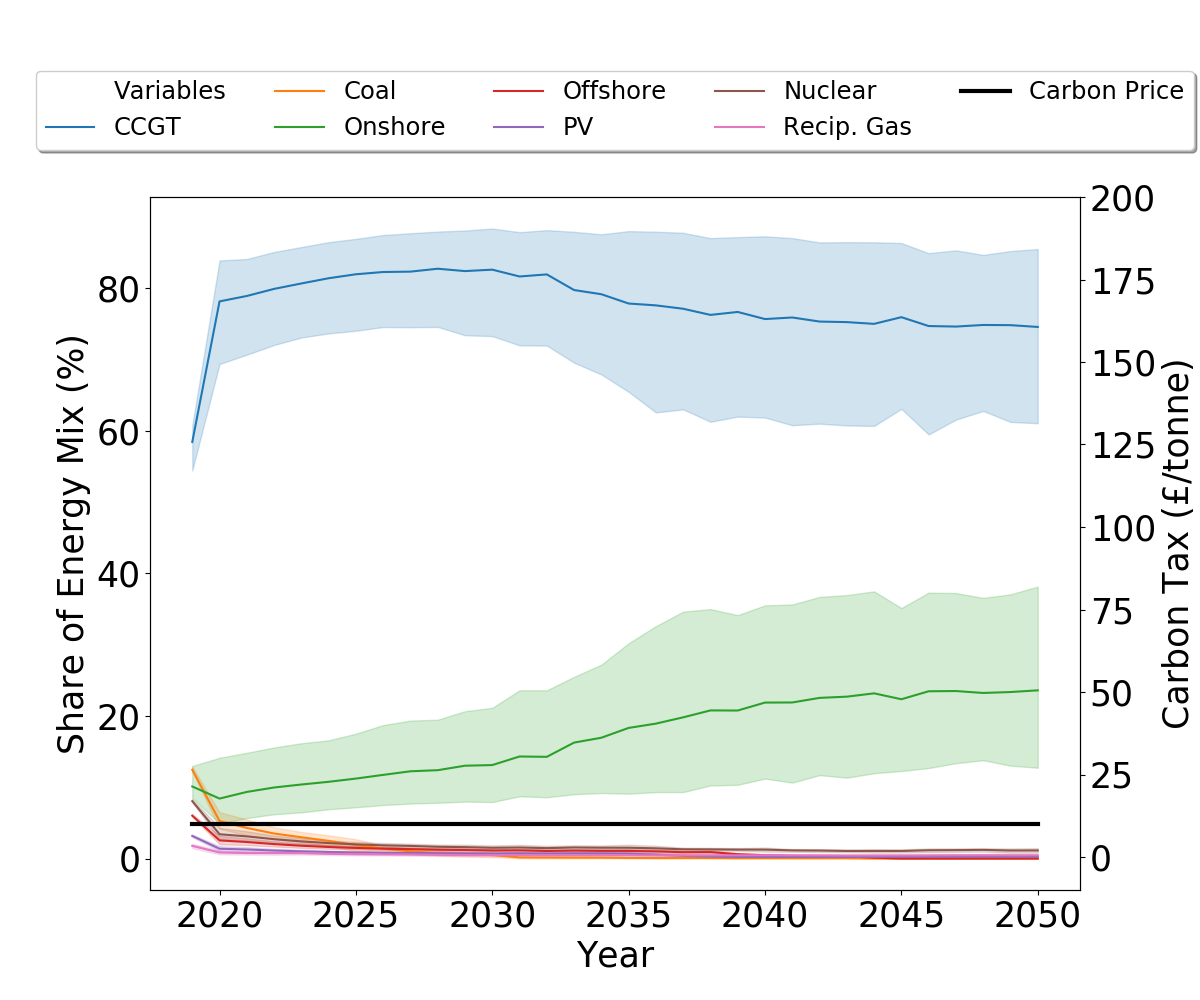 Variables Coal Offshore Nuclear Carbon Price
CCGT Onshore PV Recip. Gas
200
175
150
125
100
75
50
25
0
80
60
40
20
0
Share of Energy Mix (%)
Carbon Tax (£/tonne)
2020 2025 2030 2035 2040 2045 2050
Year